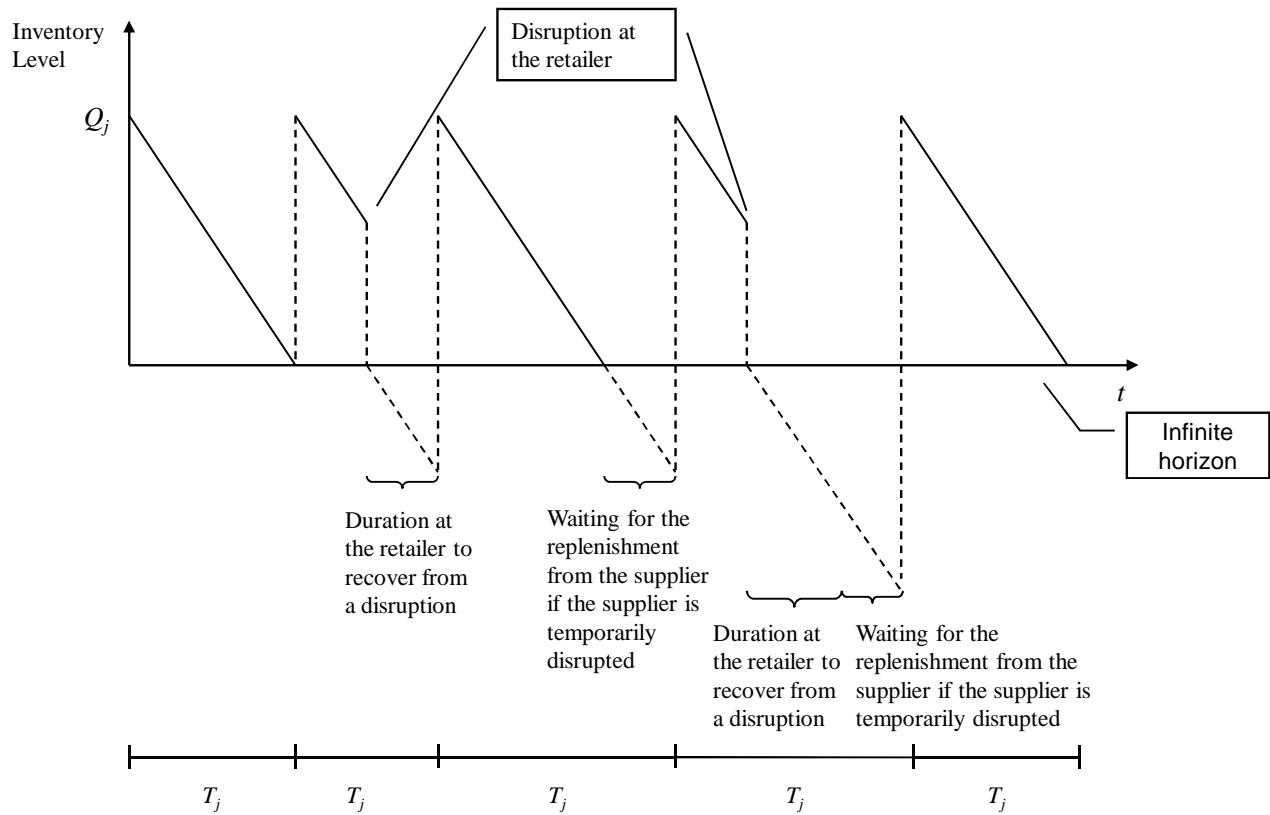 Inventory
Level
Disruption at
the retailer
Q_j
t
Infinite
horizon
Duration at
the retailer to
recover from
a disruption
Waiting for the
replenishment
from the supplier
if the supplier is
temporarily
disrupted
Duration at
the retailer to
recover from
a disruption
Waiting for the
replenishment from the
supplier if the supplier is
temporarily disrupted
T_j
T_j
T_j
T_j
T_j